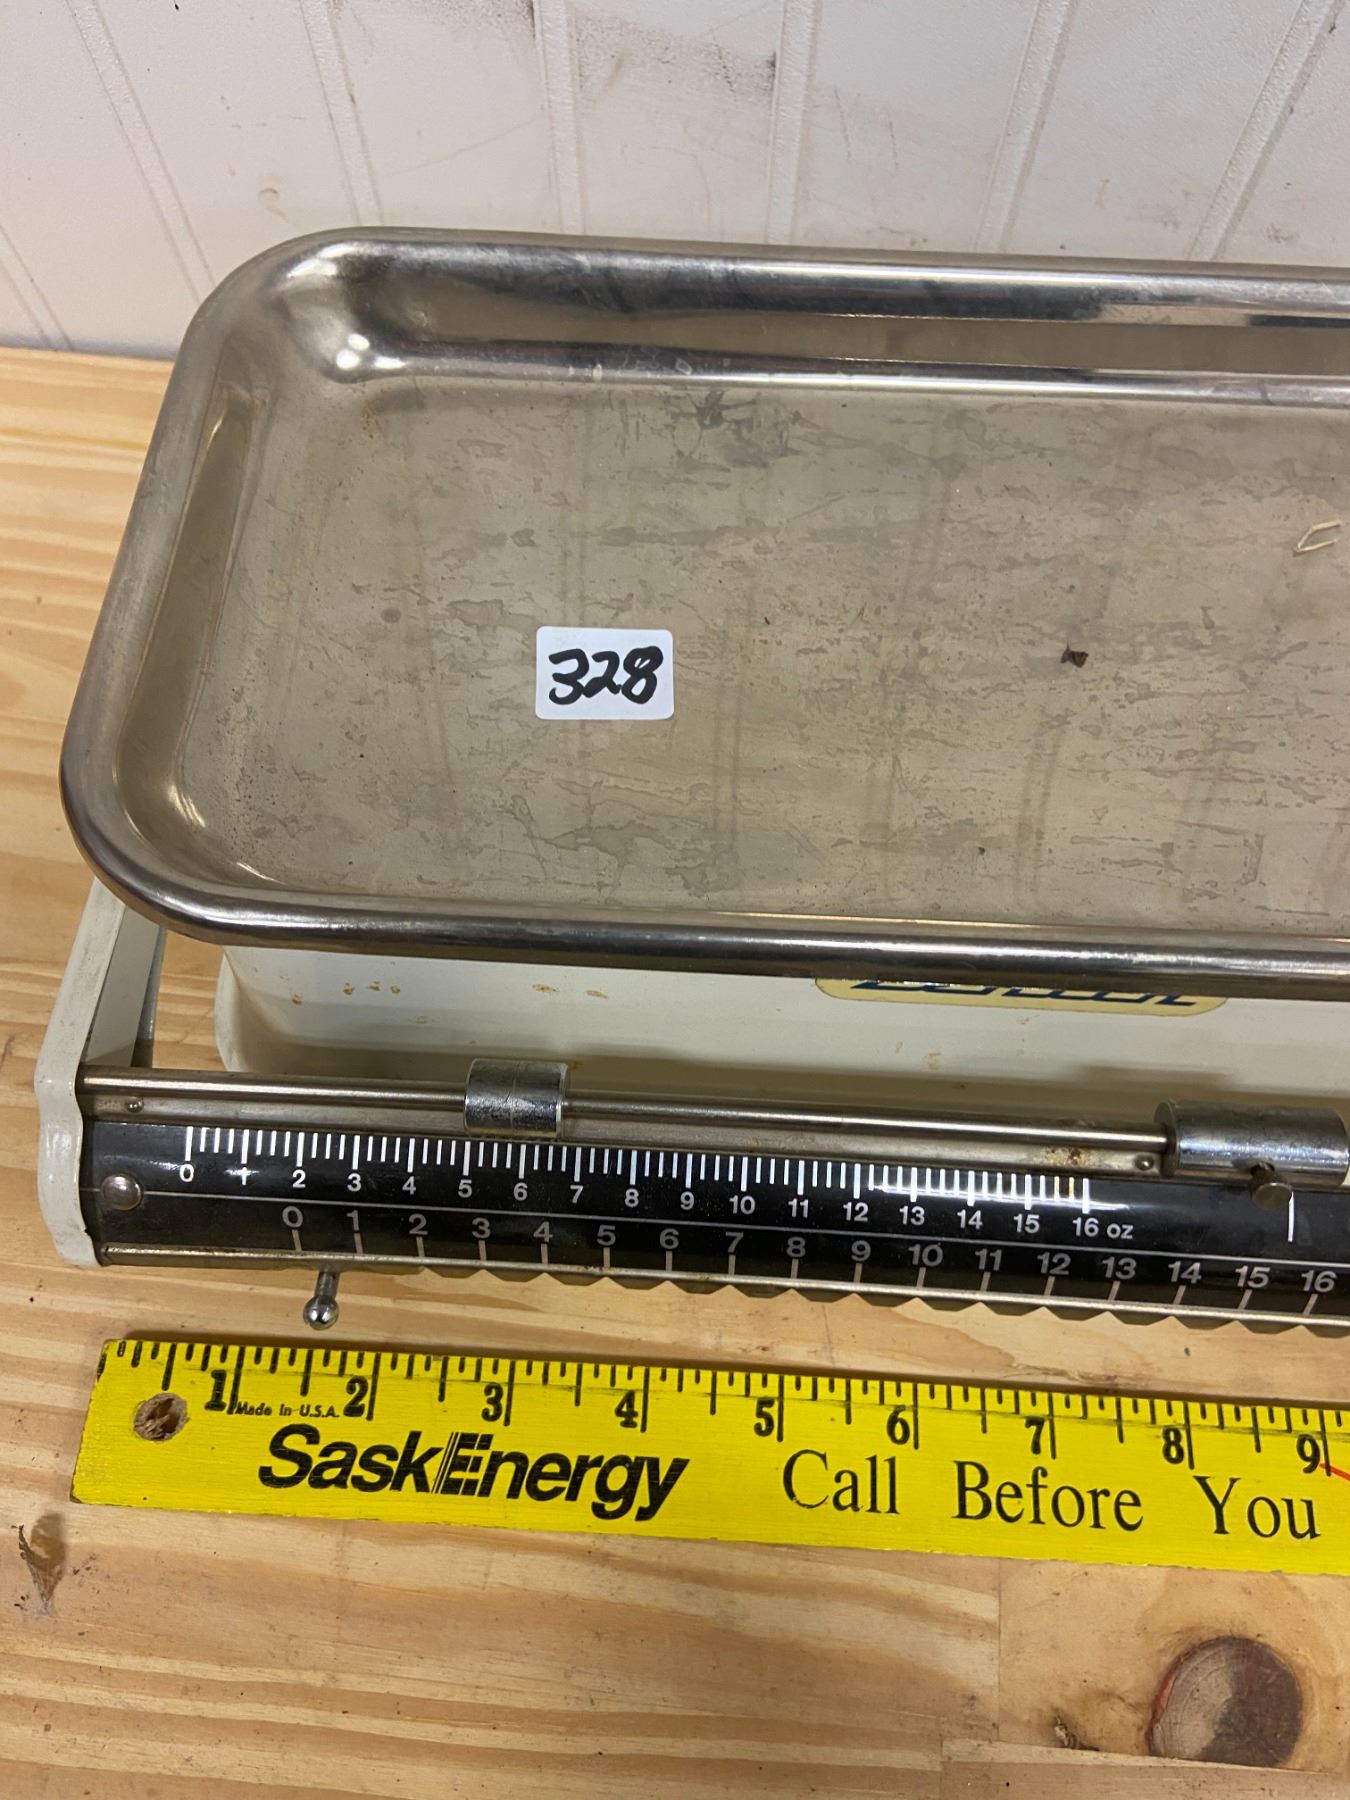 328
0 1 2 3 4 5 6 7 8 9 10 11 12 13 14 15 16 oz
0 1 2 3 4 5 6 7 8 9 10 11 12 13 14 15 16
1 2 3 4 5 6 7 8 9
Made in U.S.A.
SaskEnergy Call Before You